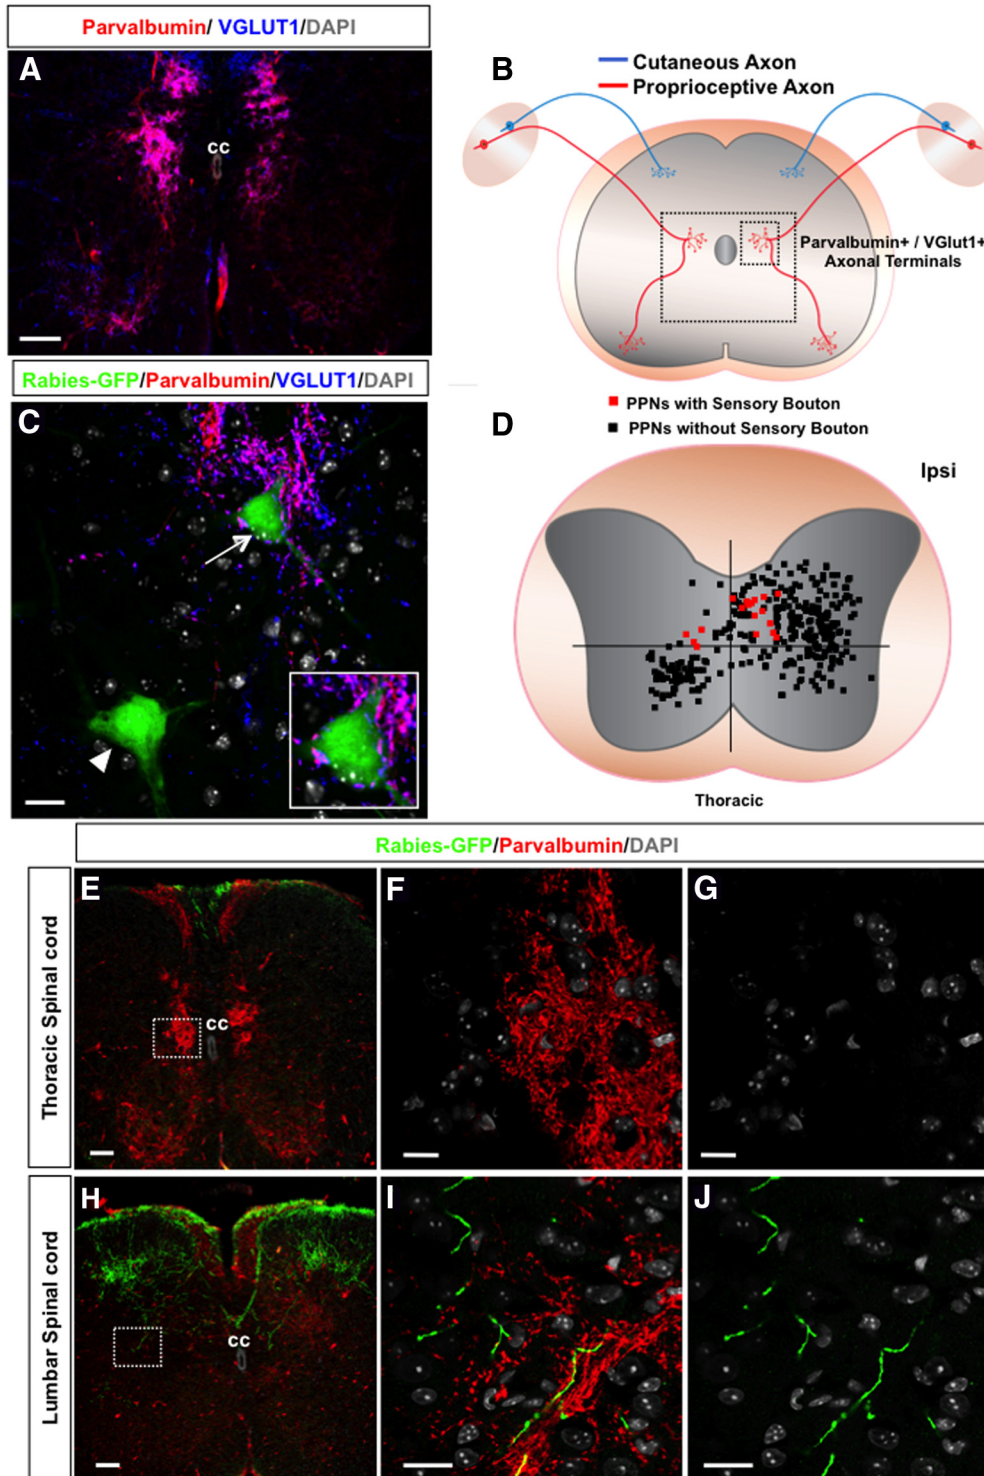 Parvalbumin/ VGLUT1/DAPI
A
cc
B
Cutaneous Axon
Proprioceptive Axon
Parvalbumin+ / VGlut1+
Axonal Terminals
Rabies-GFP/Parvalbumin/VGLUT1/DAPI
C
D
PPNs with Sensory Bouton
PPNs without Sensory Bouton
Ipsi
Thoracic
Rabies-GFP/Parvalbumin/DAPI
Thoracic Spinal cord
E
cc
F
G
Lumbar Spinal cord
H
cc
I
J